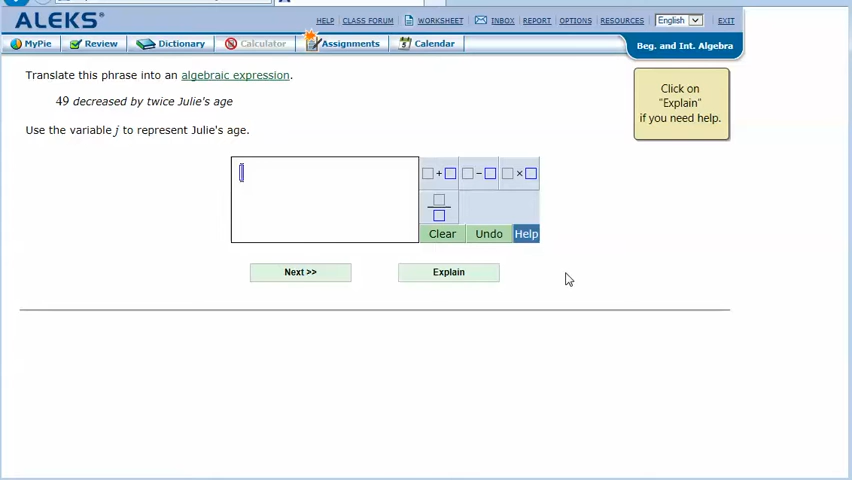 ALEKS®
HELP | CLASS FORUM WORKSHEET INBOX | REPORT | OPTIONS | RESOURCES English EXIT
MyPie Review Dictionary Calculator Assignments Calendar
Beg. and Int. Algebra
Translate this phrase into an algebraic expression.
49 decreased by twice Julie's age
Use the variable j to represent Julie's age.
Click on
"Explain"
if you need help.
+ − ×
Clear Undo Help
Next >> Explain